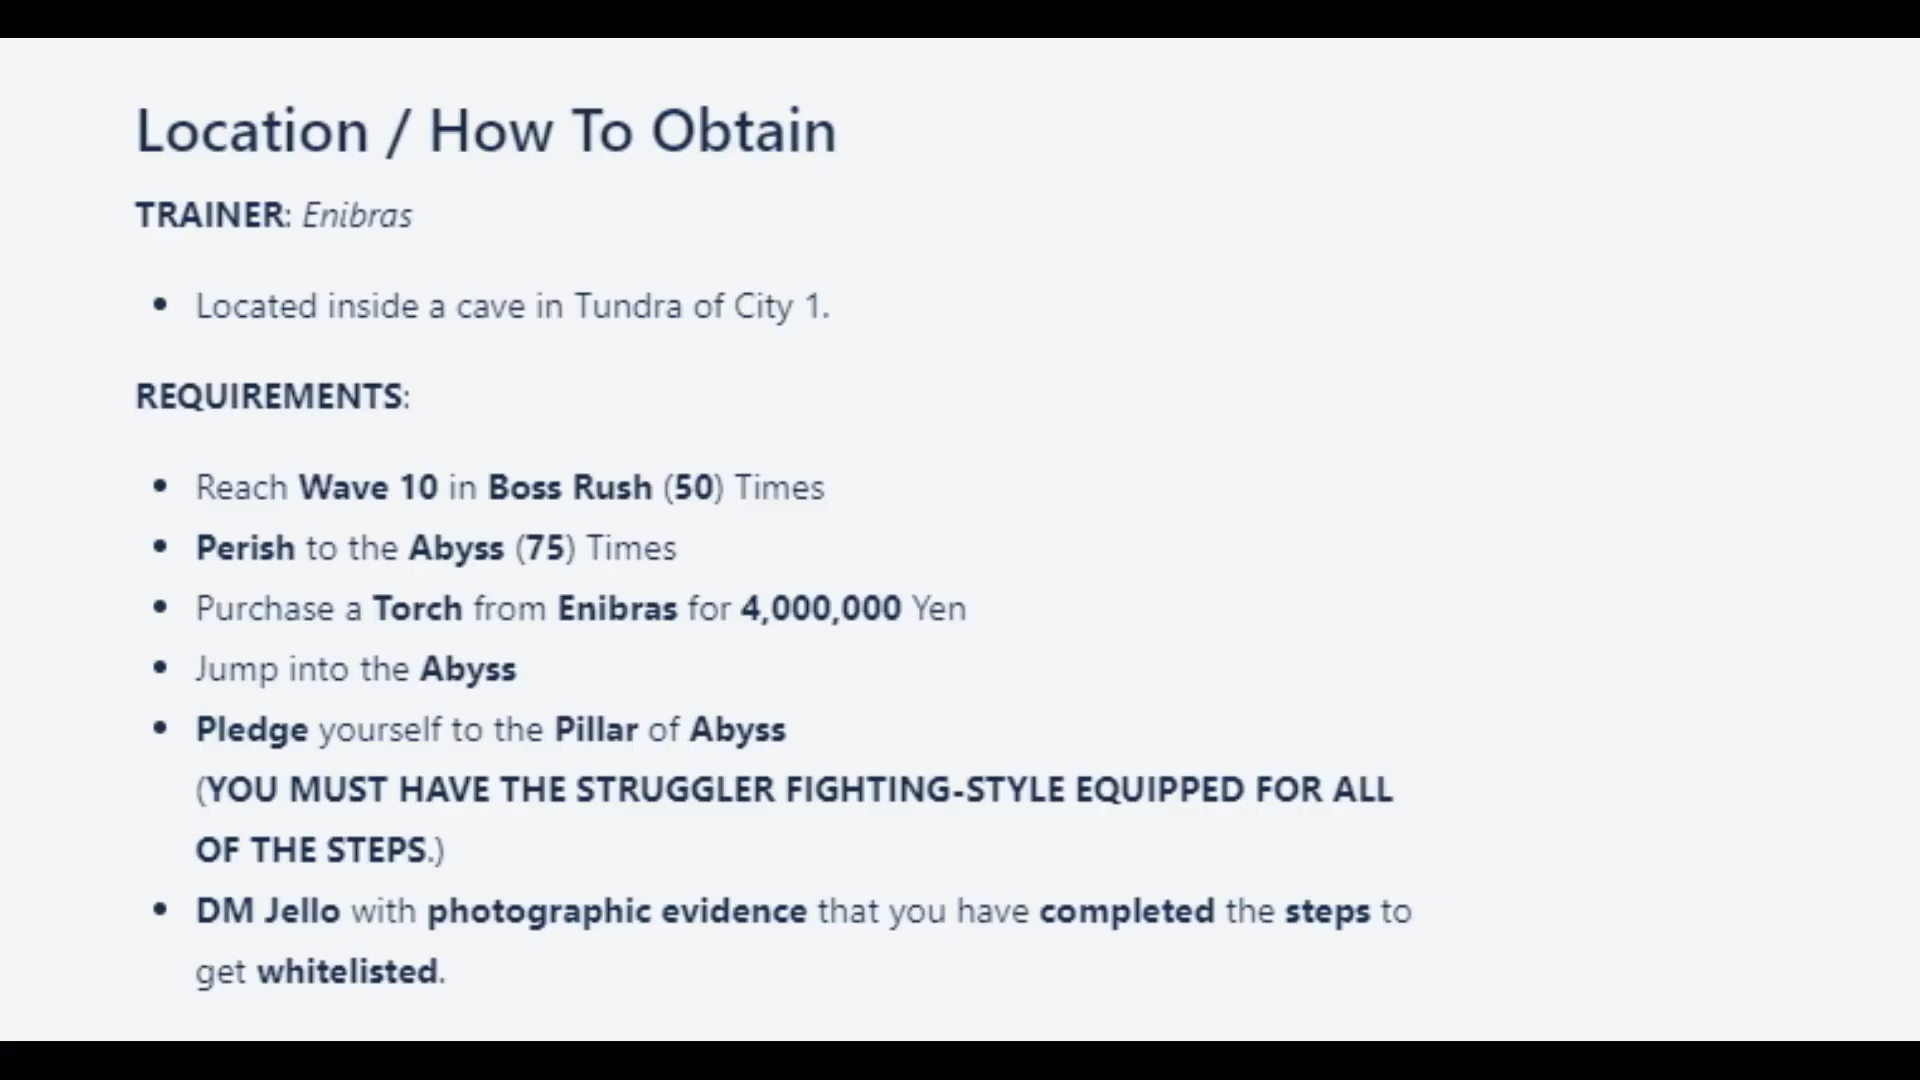 Location / How To Obtain
TRAINER: Enibras
• Located inside a cave in Tundra of City 1.
REQUIREMENTS:
• Reach Wave 10 in Boss Rush (50) Times
• Perish to the Abyss (75) Times
• Purchase a Torch from Enibras for 4,000,000 Yen
• Jump into the Abyss
• Pledge yourself to the Pillar of Abyss
(YOU MUST HAVE THE STRUGGLER FIGHTING-STYLE EQUIPPED FOR ALL
OF THE STEPS.)
• DM Jello with photographic evidence that you have completed the steps to
get whitelisted.